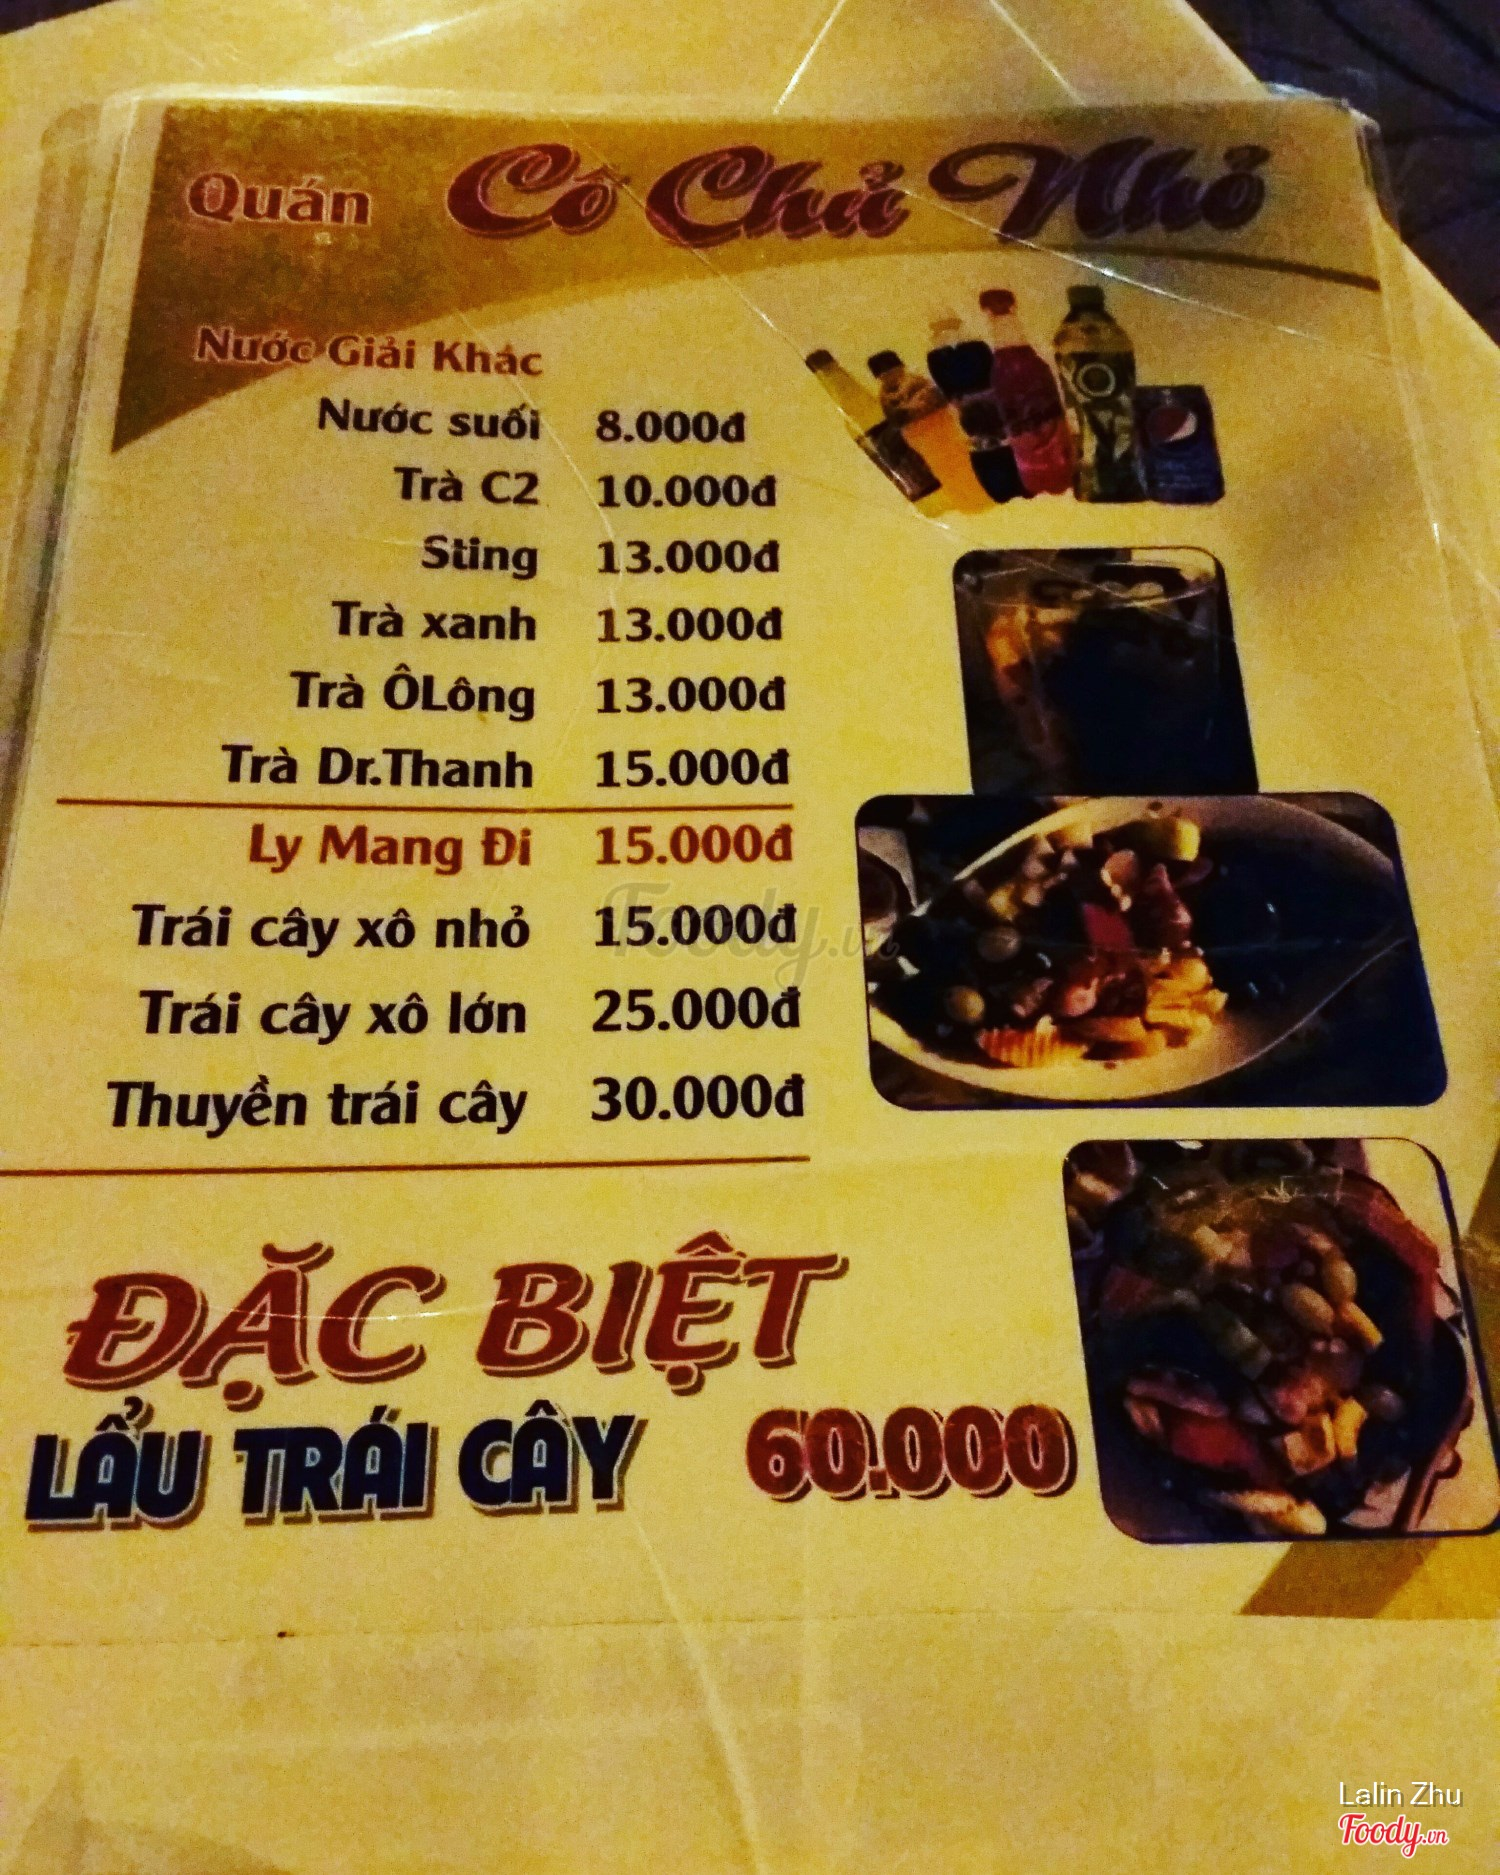 Quán Cô Chủ Nhỏ
Nước Giải Khác
Nước suối 8.000đ
Trà C2 10.000đ
Sting 13.000đ
Trà xanh 13.000đ
Trà ÔLông 13.000đ
Trà Dr.Thanh 15.000đ
Ly Mang Đi 15.000đ
Trái cây xô nhỏ 15.000đ
Trái cây xô lớn 25.000đ
Thuyền trái cây 30.000đ
ĐẶC BIỆT
LẨU TRÁI CÂY 60.000
Foody.vn
Lalin Zhu
Foody.vn